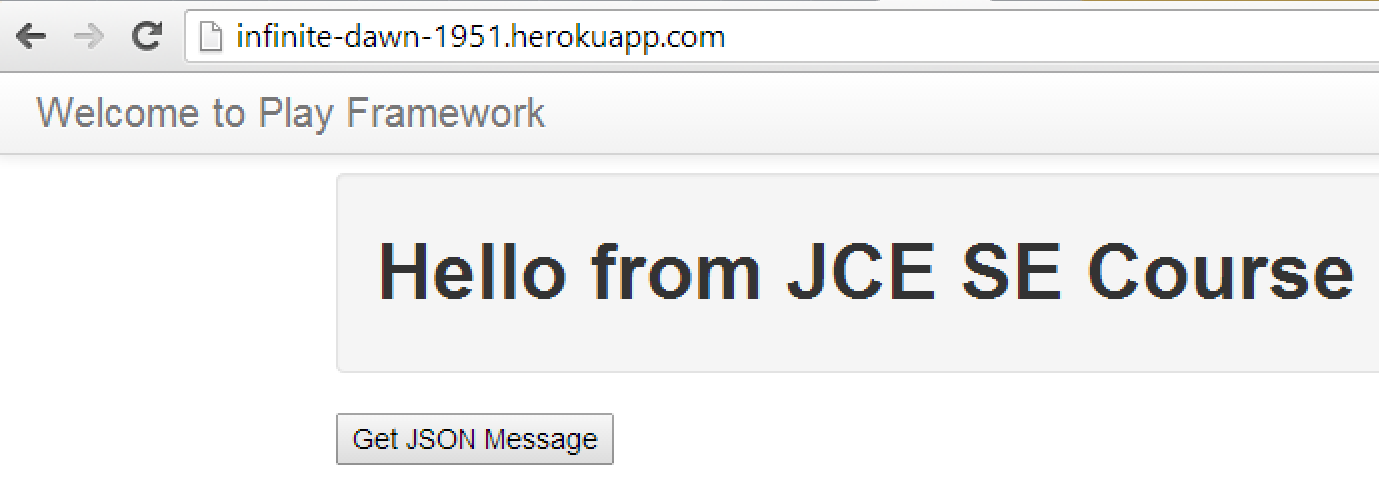 infinite-dawn-1951.herokuapp.com
Welcome to Play Framework
Hello from JCE SE Course
Get JSON Message